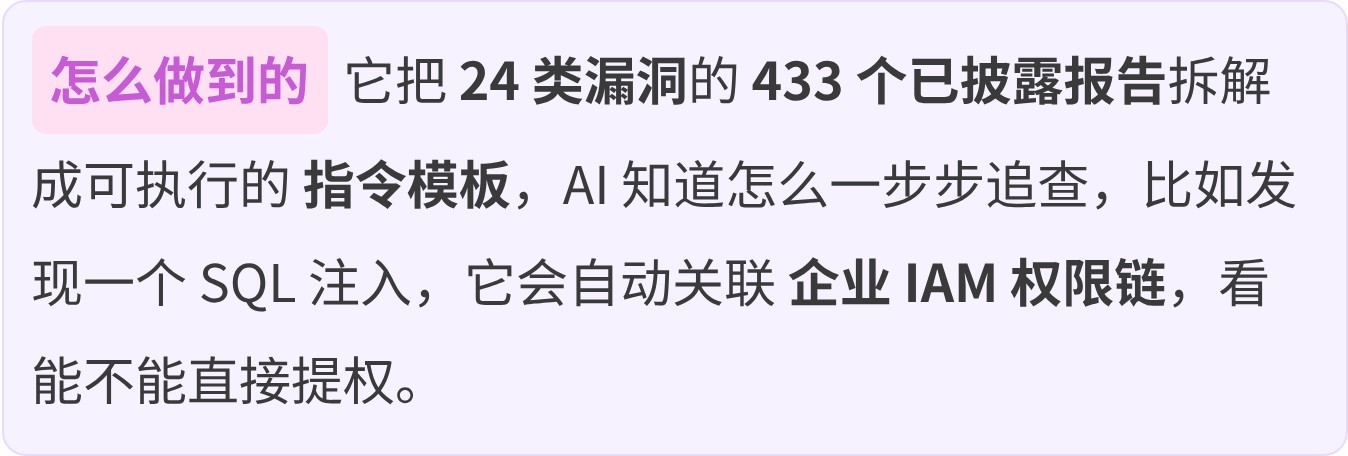 怎么做到的 它把 24 类漏洞的 433 个已披露报告拆解
成可执行的 指令模板，AI 知道怎么一步步追查，比如发
现一个 SQL 注入，它会自动关联 企业 IAM 权限链，看
能不能直接提权。